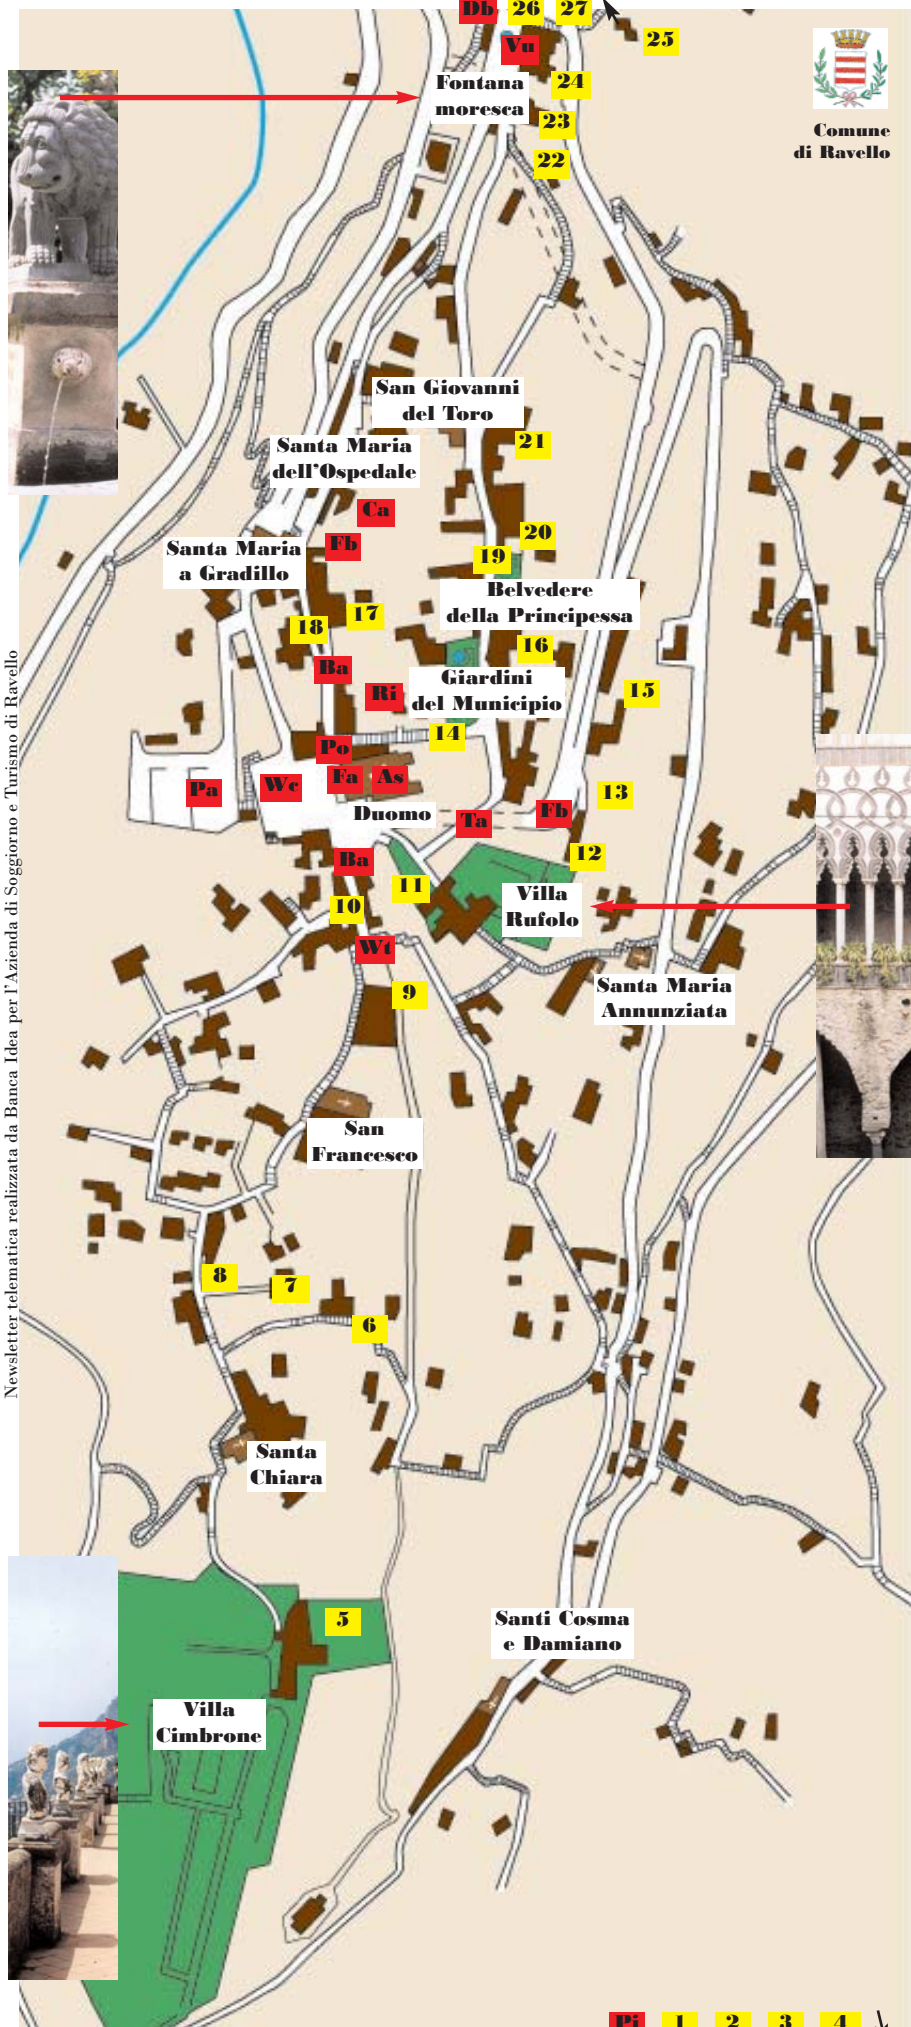 Db 26 27
Vu
25
Fontana
moresca
24
23
22
Comune
di Ravello
San Giovanni
del Toro
21
Santa Maria
dell'Ospedale
Ca
Fb
20
19
Santa Maria
a Gradillo
Belvedere
della Principessa
17
18
16
Ba
Ri
Giardini
del Municipio
15
14
Po
Pa
Wc
Fa
As
13
Duomo
Ta
Fb
12
Ba
11
10
Villa
Rufolo
Wt
9
Santa Maria
Annunziata
San
Francesco
8
7
6
Santa
Chiara
5
Santi Cosma
e Damiano
Villa
Cimbrone
Pi 1 2 3 4
Newsletter telematica realizzata da Banca Idea per l'Azienda di Soggiorno e Turismo di Ravello